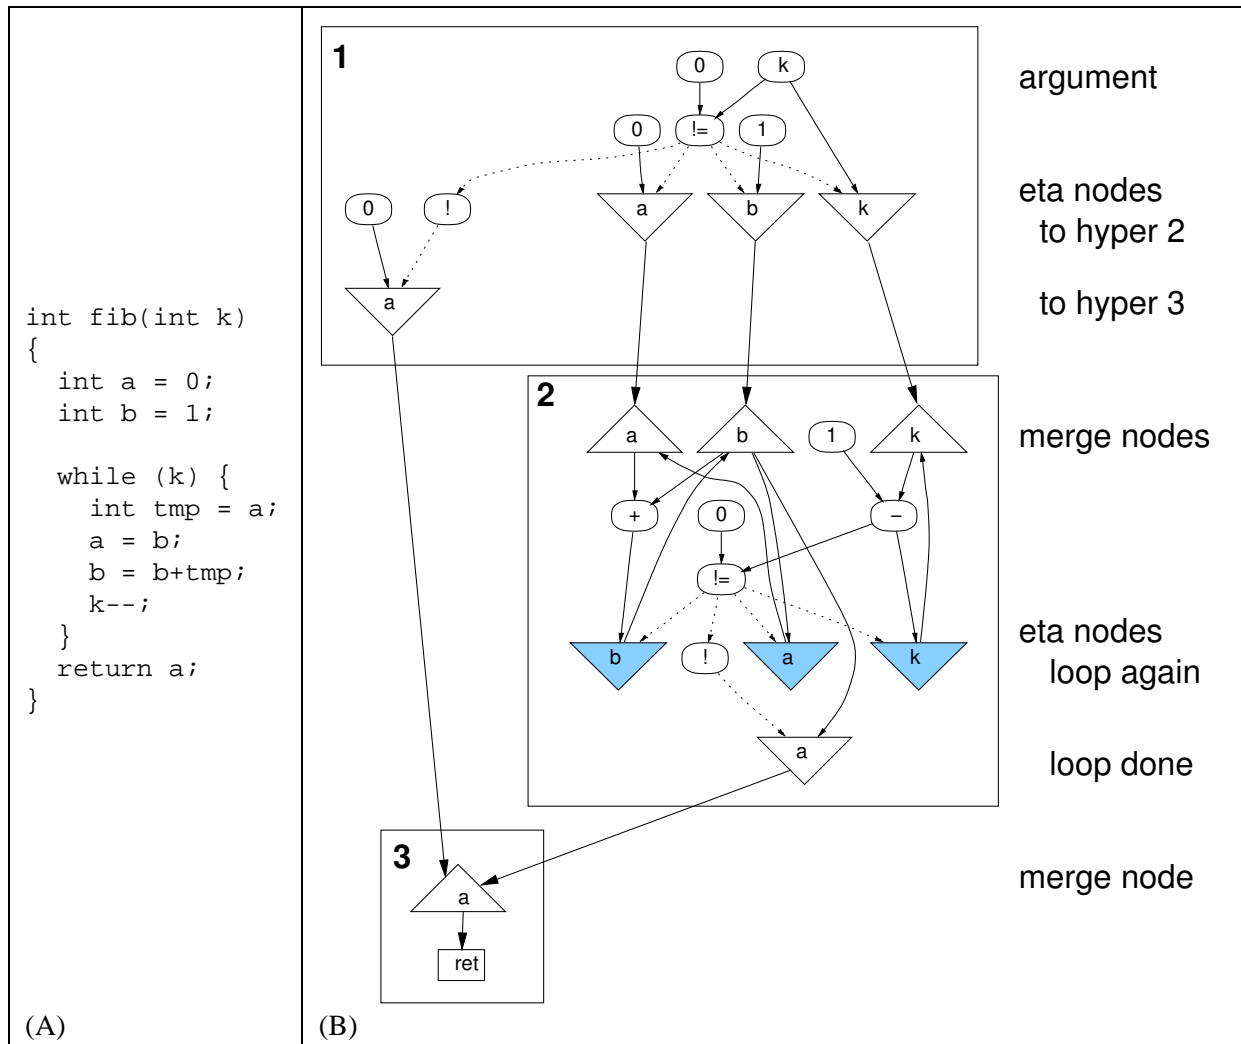 int fib(int k)
{
int a = 0;
int b = 1;
while (k) {
int tmp = a;
a = b;
b = b+tmp;
k--;
}
return a;
}
(A)
1
0 k
0 != 1
0 !
a b k
a
argument
eta nodes
to hyper 2
to hyper 3
2
a b 1 k
+ 0 −
!=
b ! a k
a
merge nodes
eta nodes
loop again
loop done
3
a
ret
merge node
(B)